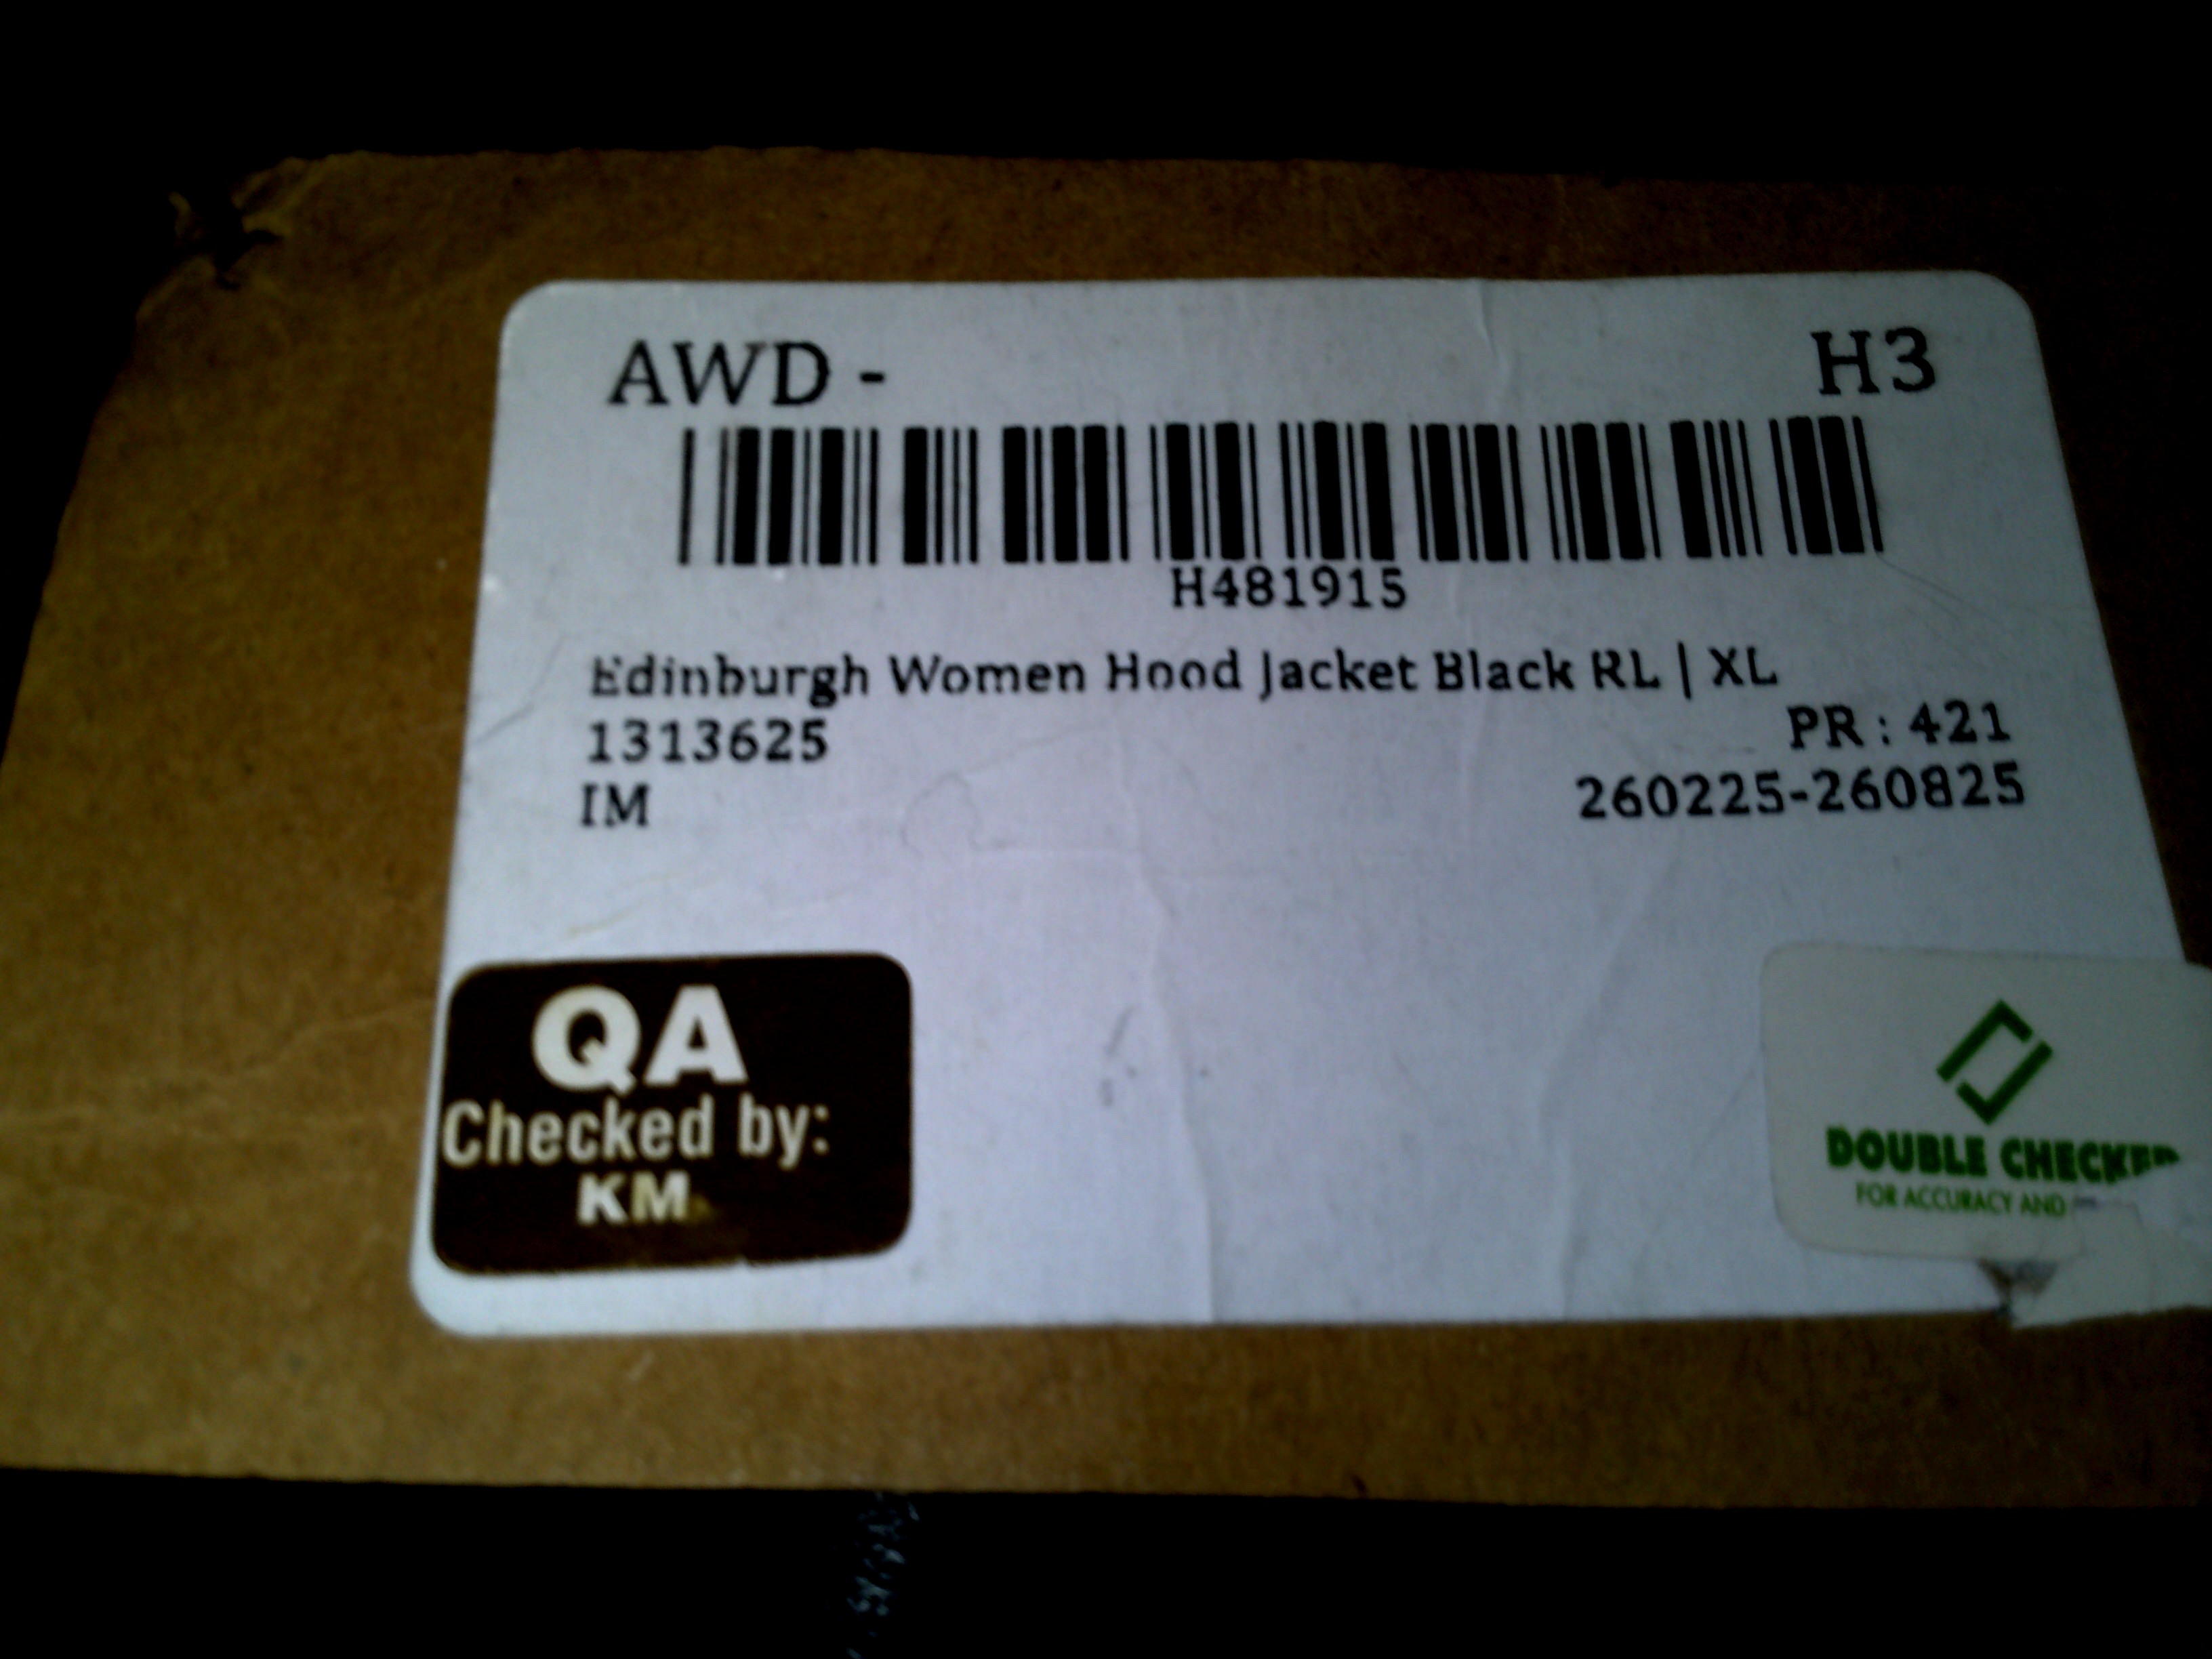 AWD - H3
H481915
Edinburgh Women Hood Jacket Black RL | XL
1313625 PR : 421
IM 260225-260825
QA
Checked by:
KM
DOUBLE CHECKED
FOR ACCURACY AND